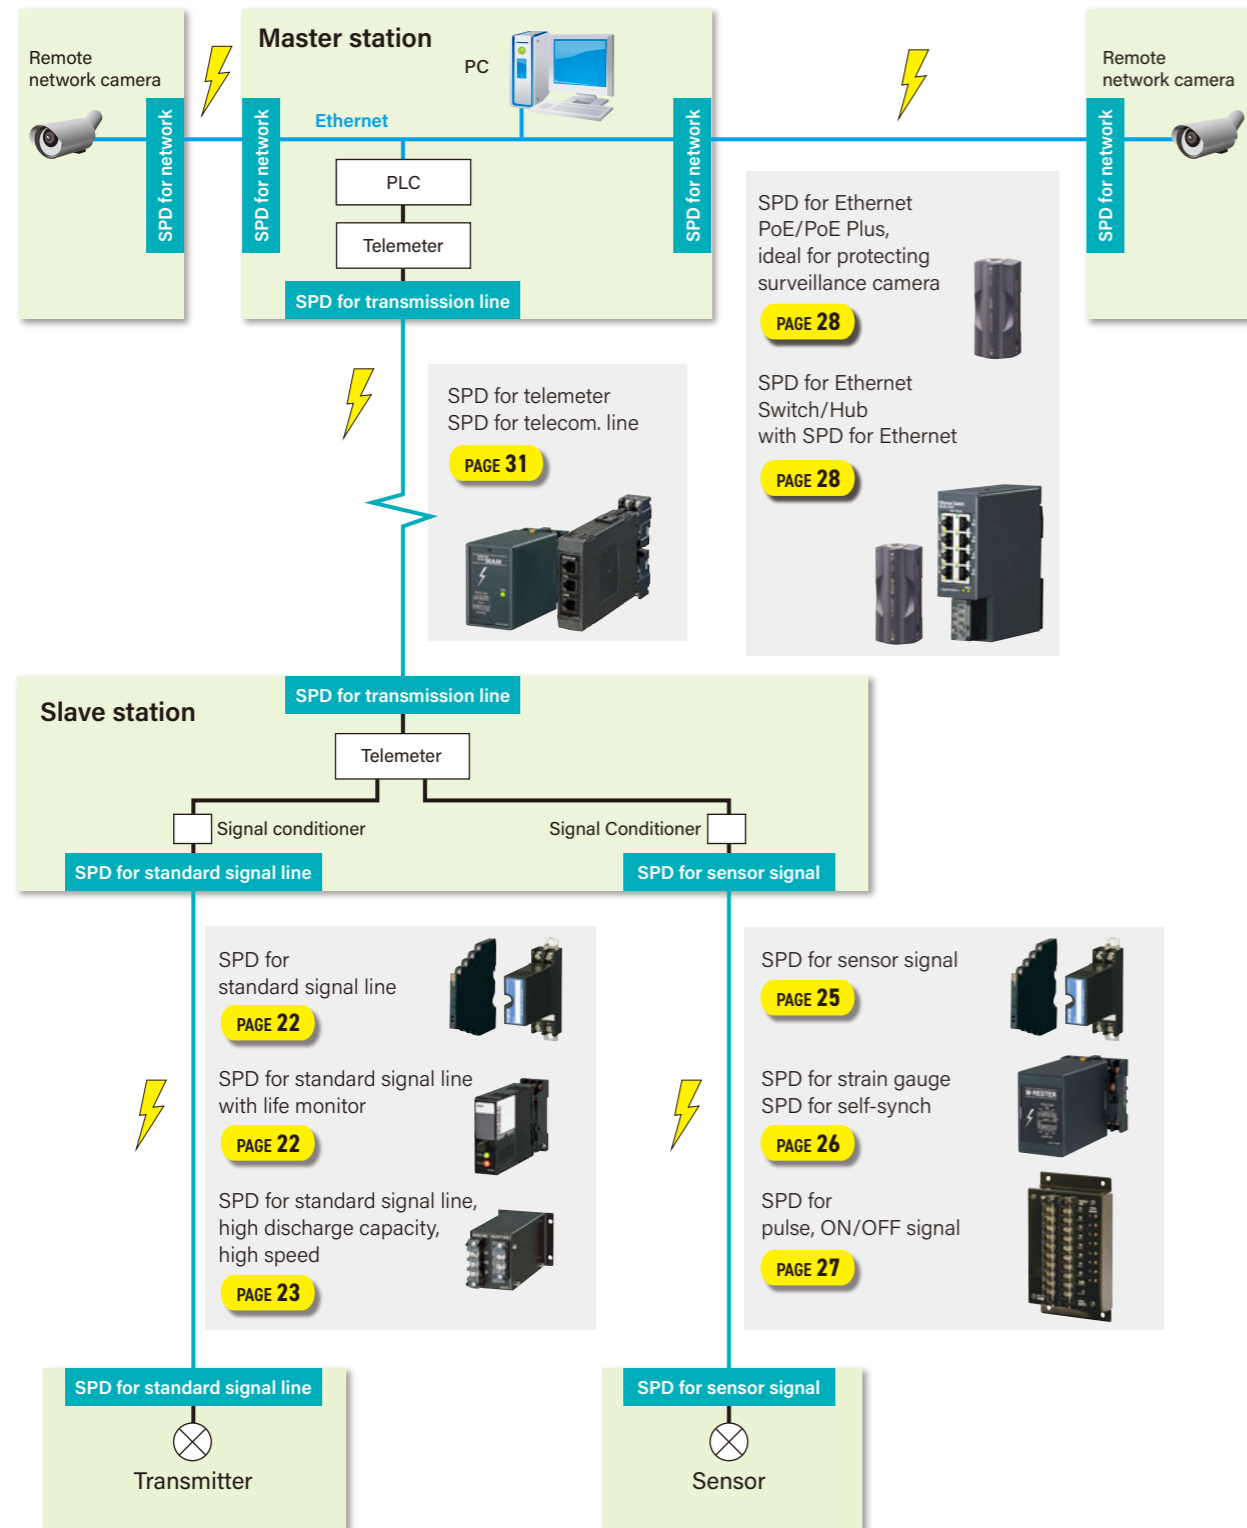 Remote
network camera
Master station
PC
Remote
network camera
Ethernet
SPD for network
SPD for network
SPD for network
SPD for network
PLC
Telemeter
SPD for transmission line
SPD for Ethernet
PoE/PoE Plus,
ideal for protecting
surveillance camera
PAGE 28
SPD for Ethernet
Switch/Hub
with SPD for Ethernet
PAGE 28
SPD for telemeter
SPD for telecom. line
PAGE 31
SPD for transmission line
Slave station
Telemeter
Signal conditioner
Signal Conditioner
SPD for standard signal line
SPD for sensor signal
SPD for
standard signal line
PAGE 22
SPD for standard signal line
with life monitor
PAGE 22
SPD for standard signal line,
high discharge capacity,
high speed
PAGE 23
SPD for sensor signal
PAGE 25
SPD for strain gauge
SPD for self-synch
PAGE 26
M-RESTER
SPD for
pulse, ON/OFF signal
PAGE 27
SPD for standard signal line
Transmitter
SPD for sensor signal
Sensor